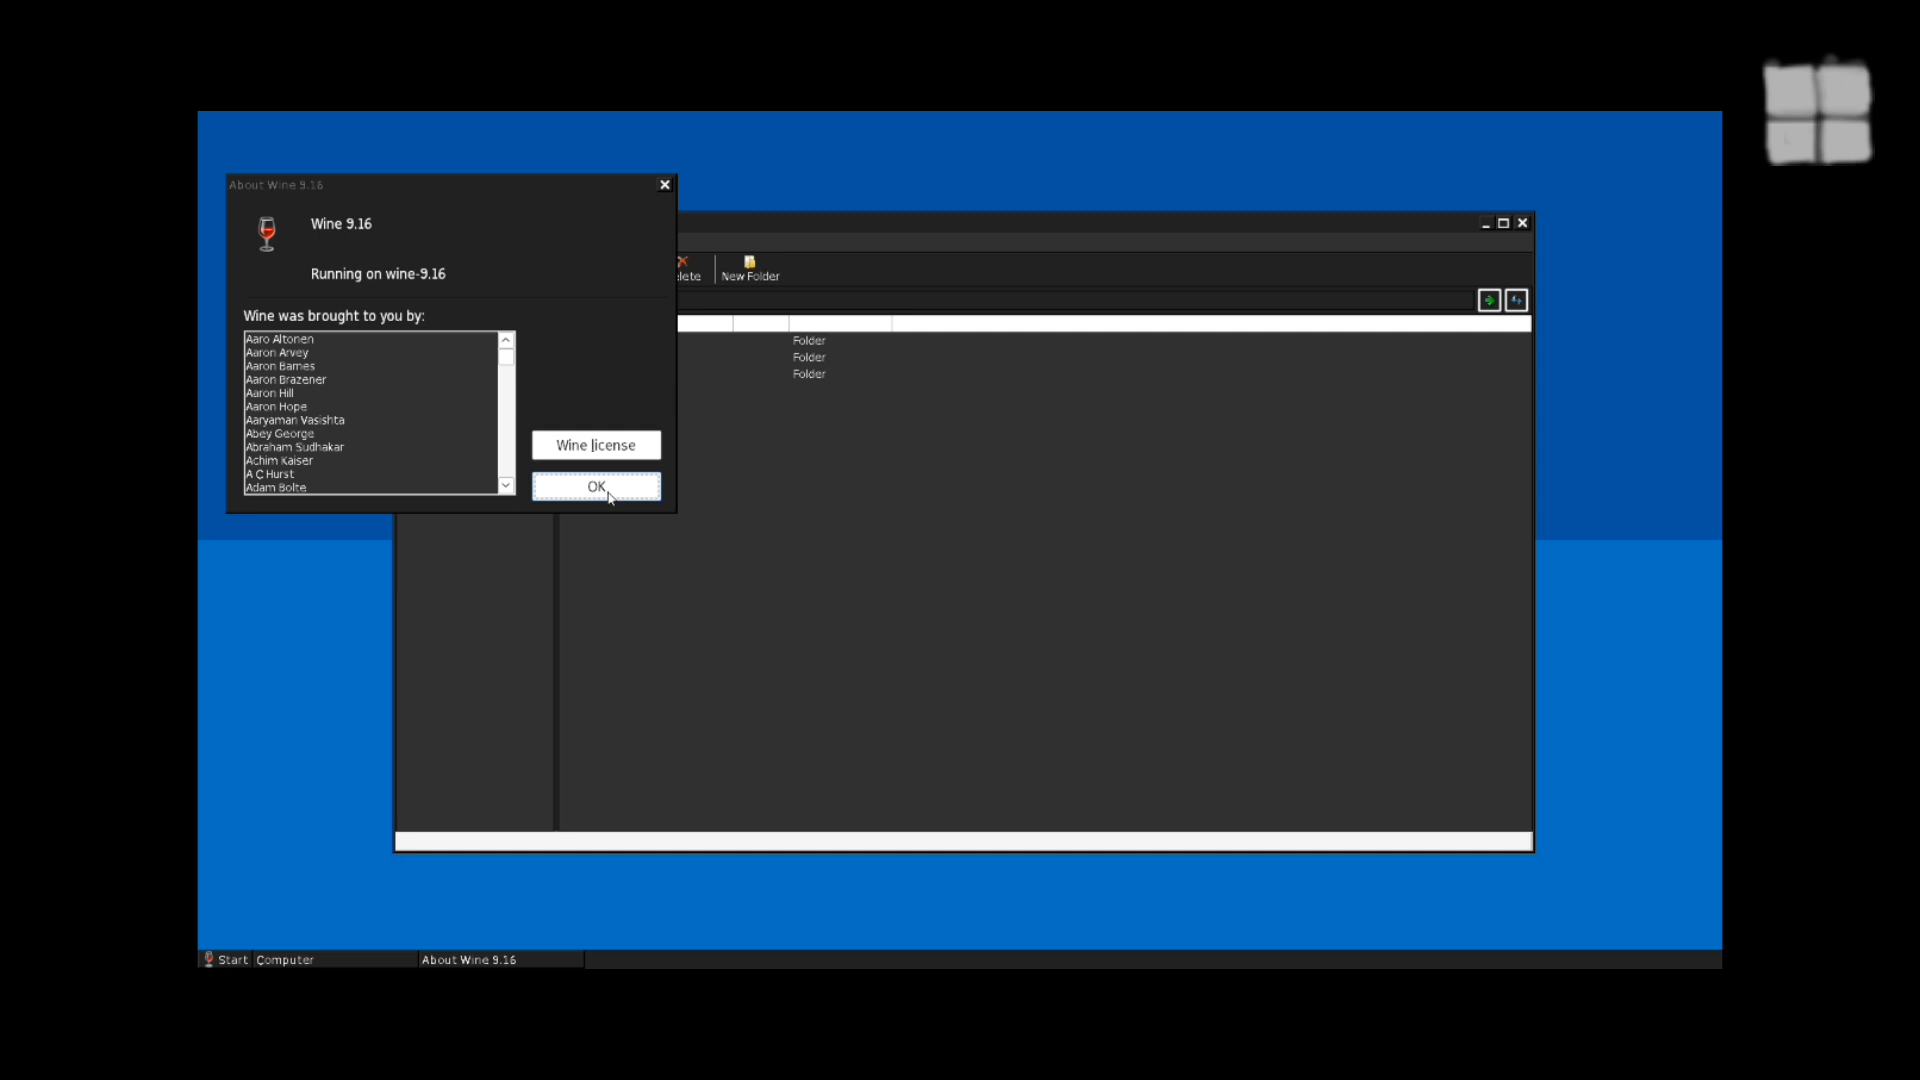 About Wine 9.16
Wine 9.16
Running on wine-9.16
Wine was brought to you by:
Aaro Altonen
Aaron Arvey
Aaron Barnes
Aaron Brazener
Aaron Hill
Aaron Hope
Aaryaman Vasishta
Abey George
Abraham Sudhakar
Achim Kaiser
A C Hurst
Adam Bolte
Wine license
OK
elete
New Folder
Folder
Folder
Folder
Start
Computer
About Wine 9.16